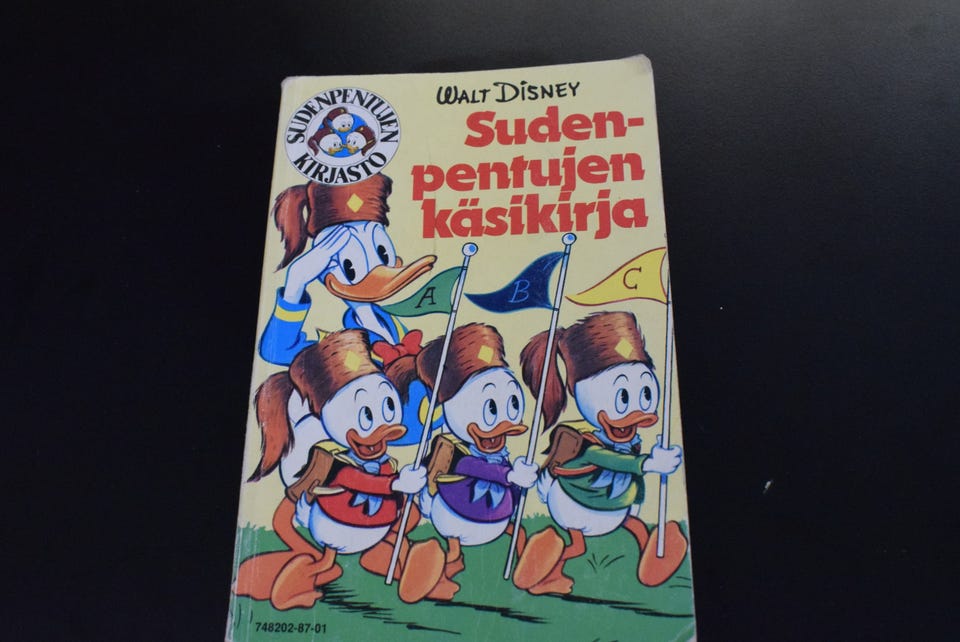 SUDENPENTUJEN
KIRJASTO
WALT DISNEY
Suden-
pentujen
käsikirja
A
B
C
748202-87-01